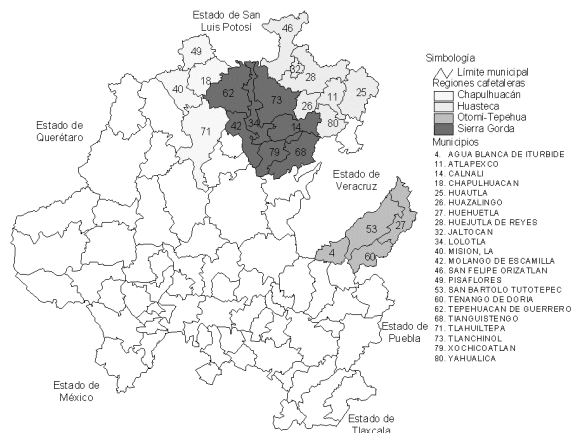 Estado de San
Luis Potosí
46
49
32
28
18
40
62
73
11
25
26
Estado de
Querétaro
71
42
34
14
80
79
68
Estado de
Veracruz
53
27
4
60
Estado de
Puebla
Estado de
México
Estado de
Tlaxcala
Simbología
Límite municipal
Regiones cafetaleras
Chapulhuacán
Huasteca
Otomí-Tepehua
Sierra Gorda
Municipios
4. AGUA BLANCA DE ITURBIDE
11. ATLAPEXCO
14. CALNALI
18. CHAPULHUACAN
25. HUAUTLA
26. HUAZALINGO
27. HUEHUETLA
28. HUEJUTLA DE REYES
32. JALTOCAN
34. LOLOTLA
40. MISION, LA
42. MOLANGO DE ESCAMILLA
46. SAN FELIPE ORIZATLAN
49. PISAFLORES
53. SAN BARTOLO TUTOTEPEC
60. TENANGO DE DORIA
62. TEPEHUACAN DE GUERRERO
68. TIANGUISTENGO
71. TLAHUILTEPA
73. TLANCHINOL
79. XOCHICOATLAN
80. YAHUALICA